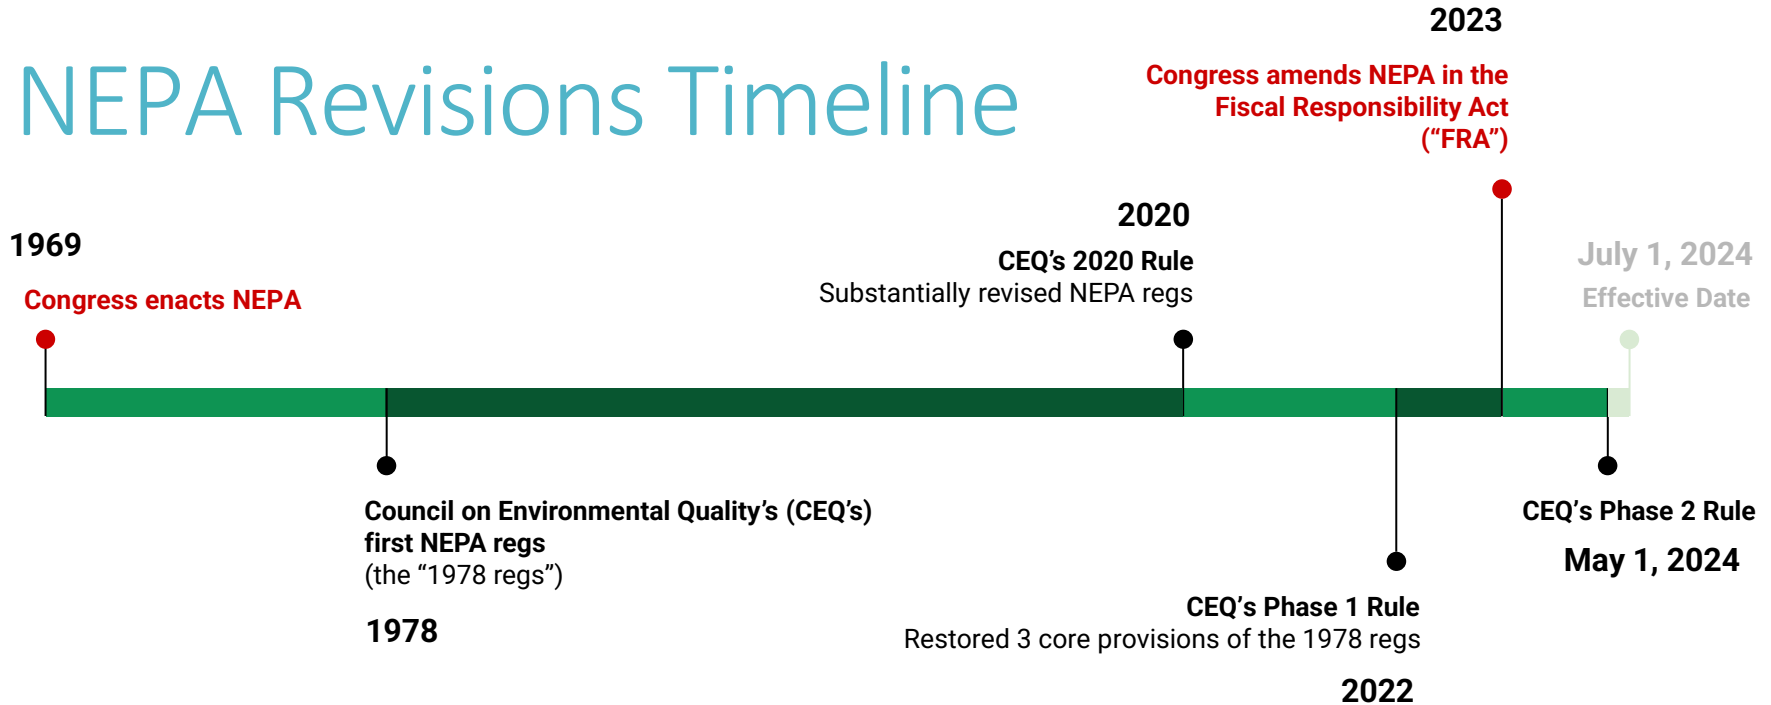 NEPA Revisions Timeline
1969
Congress enacts NEPA
Council on Environmental Quality’s (CEQ’s)
first NEPA regs
(the “1978 regs”)
1978
2020
CEQ’s 2020 Rule
Substantially revised NEPA regs
CEQ’s Phase 1 Rule
Restored 3 core provisions of the 1978 regs
2022
2023
Congress amends NEPA in the
Fiscal Responsibility Act
(“FRA”)
CEQ’s Phase 2 Rule
May 1, 2024
July 1, 2024
Effective Date